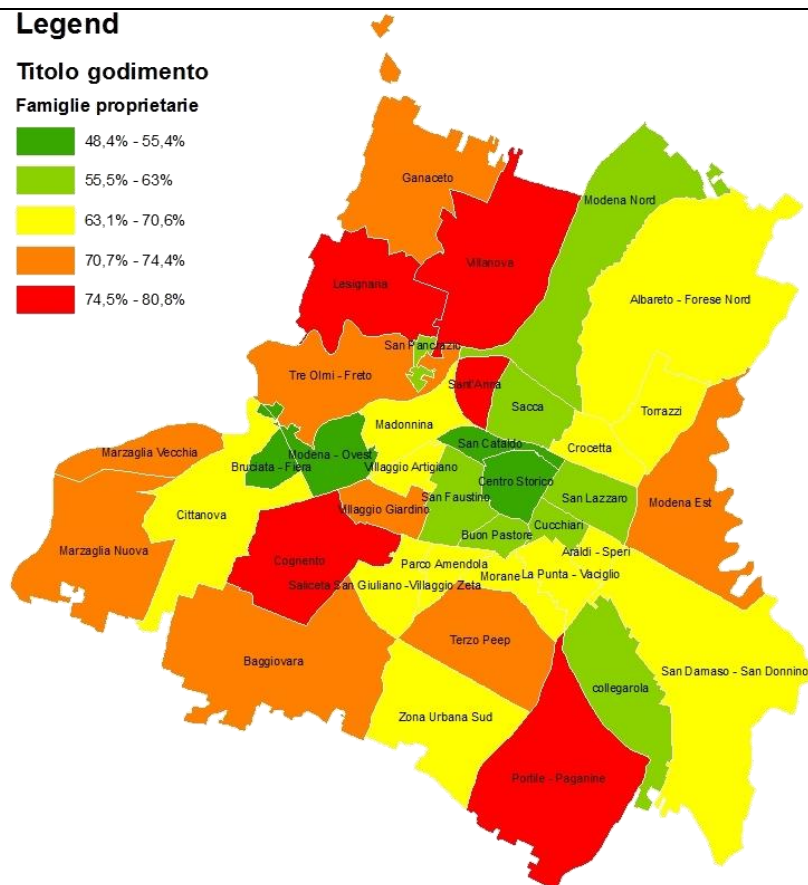 Legend
Titolo godimento
Famiglie proprietarie
48,4% - 55,4%
55,5% - 63%
63,1% - 70,6%
70,7% - 74,4%
74,5% - 80,8%
Ganaceto
Modena Nord
Villanova
Lesignana
Albareto - Forese Nord
San Pancrazio
Tre Olmi - Freto
Sant'Anna
Sacca
Torrazzi
Madonnina
San Cataldo
Crocetta
Marzaglia Vecchia
Modena - Ovest
Bruciata - Fiera
Villaggio Artigiano
Centro Storico
San Faustino
San Lazzaro
Modena Est
Cittanova
Villaggio Giardino
Cucchiari
Buon Pastore
Marzaglia Nuova
Araldi - Speri
Cognento
Parco Amendola
Morane
La Punta - Vaciglio
Saliceta San Giuliano -Villaggio Zeta
Terzo Peep
Baggiovara
San Damaso - San Donnino
collegarola
Zona Urbana Sud
Portile - Paganine